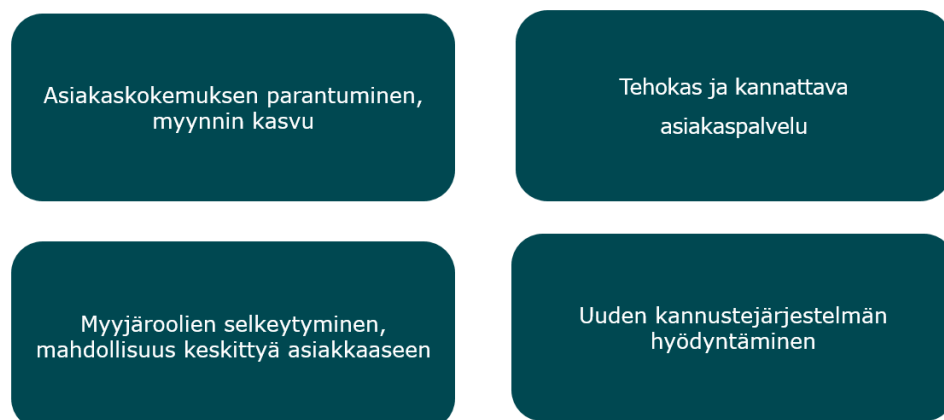 Asiakaskokemuksen parantuminen,
myynnin kasvu
Tehokas ja kannattava
asiakaspalvelu
Myyjäroolien selkeytyminen,
mahdollisuus keskittyä asiakkaaseen
Uuden kannustejärjestelmän
hyödyntäminen